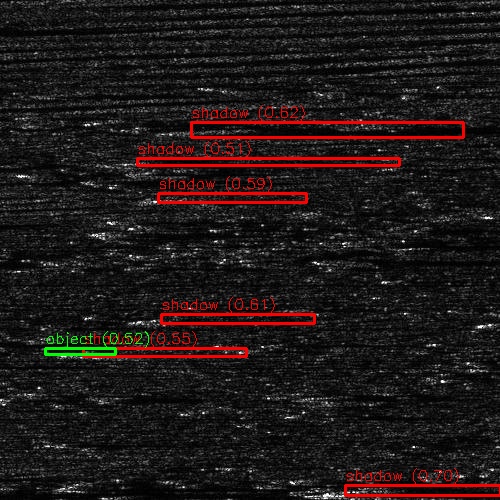 shadow (0.62)
shadow (0.51)
shadow (0.59)
shadow (0.61)
object (0.52)
shadow (0.55)
shadow (0.70)